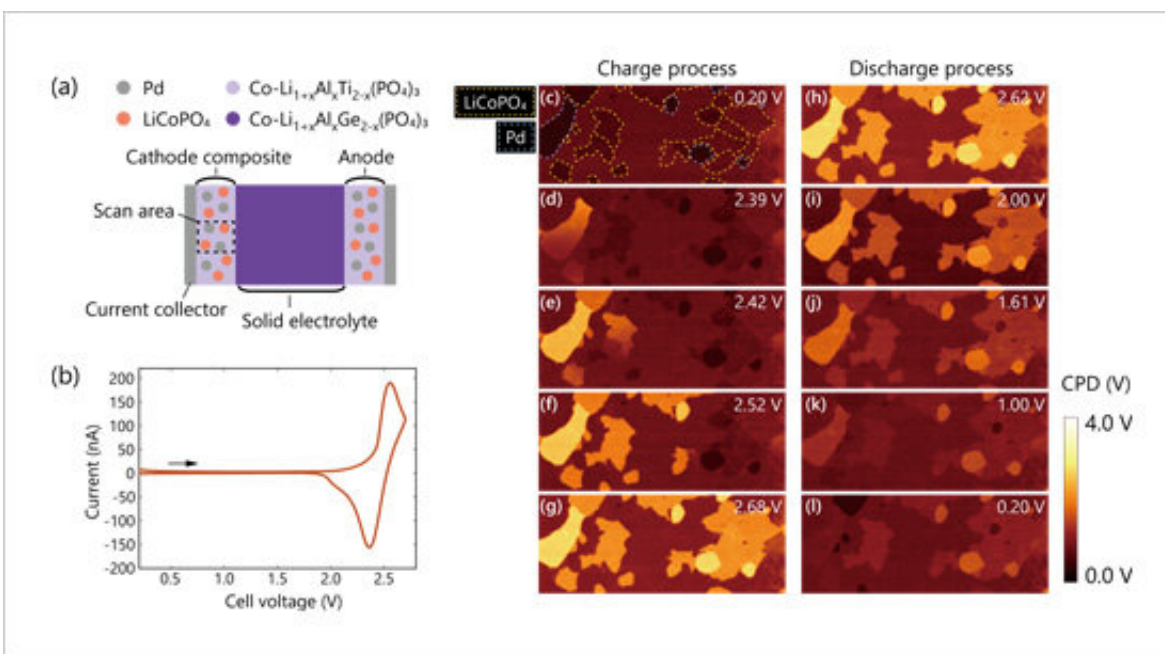 (a)
Pd
Co-Li₁₊ₓAlₓTi₂₋ₓ(PO₄)₃
LiCoPO₄
Co-Li₁₊ₓAlₓGe₂₋ₓ(PO₄)₃
Cathode composite
Anode
Scan area
Current collector
Solid electrolyte
(b)
200
150
100
50
0
-50
-100
-150
-200
Current (nA)
0.5
1.0
1.5
2.0
2.5
Cell voltage (V)
Charge process
Discharge process
LiCoPO₄
Pd
(c)
0.20 V
(h)
2.62 V
(d)
2.39 V
(i)
2.00 V
(e)
2.42 V
(j)
1.61 V
(f)
2.52 V
(k)
1.00 V
(g)
2.68 V
(l)
0.20 V
CPD (V)
4.0 V
0.0 V